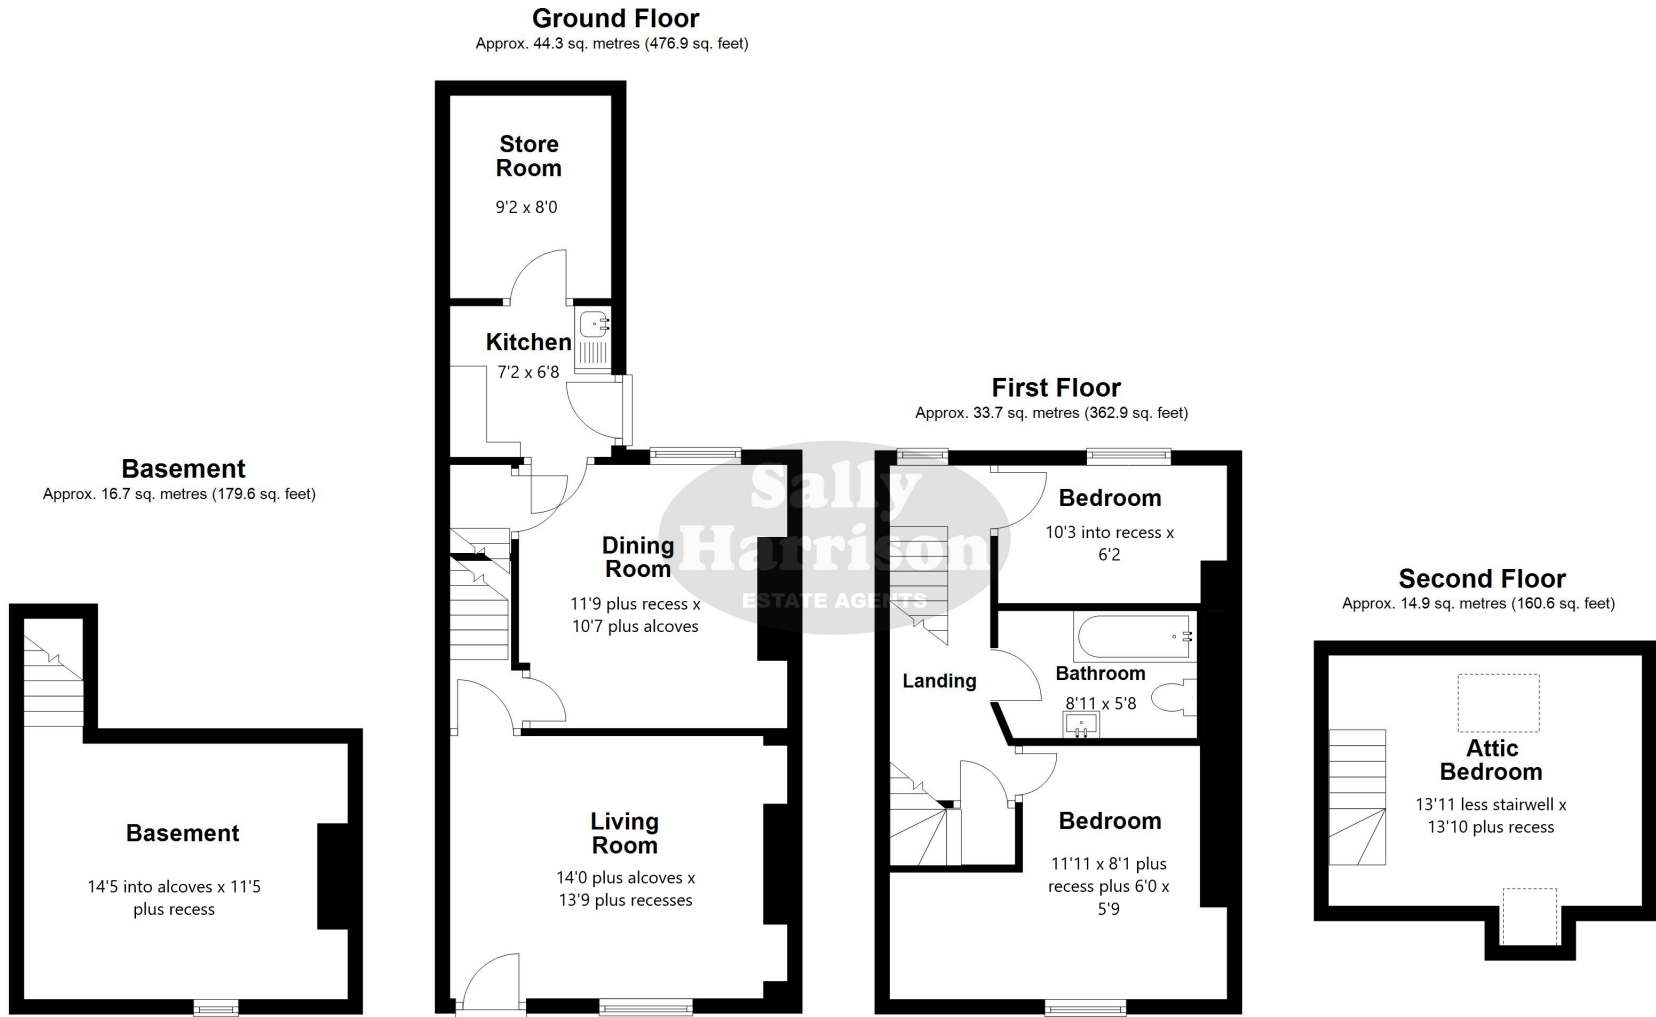 Ground Floor
Approx. 44.3 sq. metres (476.9 sq. feet)
Store
Room
9'2 x 8'0
Kitchen
7'2 x 6'8
Dining
Room
11'9 plus recess x
10'7 plus alcoves
Living
Room
14'0 plus alcoves x
13'9 plus recesses
Basement
Approx. 16.7 sq. metres (179.6 sq. feet)
Basement
14'5 into alcoves x 11'5
plus recess
First Floor
Approx. 33.7 sq. metres (362.9 sq. feet)
Bedroom
10'3 into recess x
6'2
Bathroom
8'11 x 5'8
Landing
Bedroom
11'11 x 8'1 plus
recess plus 6'0 x
5'9
Second Floor
Approx. 14.9 sq. metres (160.6 sq. feet)
Attic
Bedroom
13'11 less stairwell x
13'10 plus recess
Sally
Harrison
ESTATE AGENTS